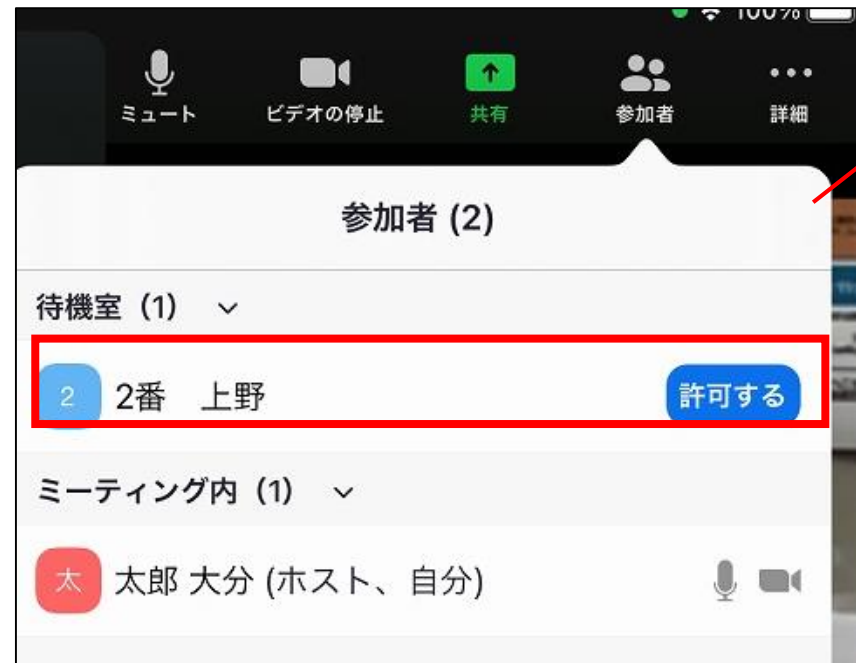 100%
ミュート ビデオの停止 共有 参加者 詳細
参加者 (2)
待機室 (1)
2 2番 上野 許可する
ミーティング内 (1)
太 太郎 大分 (ホスト、自分)